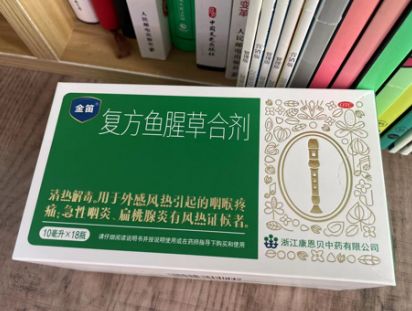 金笛
复方鱼腥草合剂
OTC
清热解毒。用于外感风热引起的咽喉疼
痛；急性咽炎、扁桃腺炎有风热证候者。
10毫升×18瓶
请仔细阅读说明书并按说明使用或在药师指导下购买和使用
浙江康恩贝中药有限公司